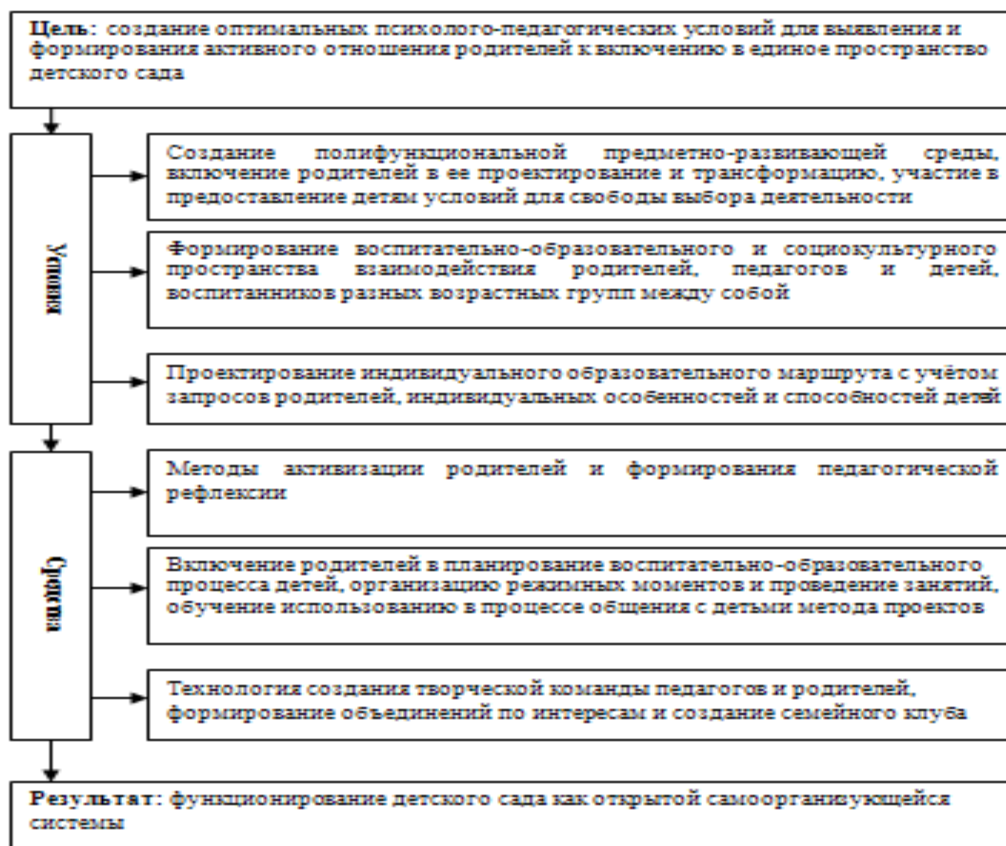 Цель: создание оптимальных психолого-педагогических условий для выявления и
формирования активного отношения родителей к включению в единое пространство
детского сада
Условия
Создание полифункциональной предметно-развивающей среды,
включение родителей в ее проектирование и трансформацию, участие в
предоставление детям условий для свободы выбора деятельности
Формирование воспитательно-образовательного и социокультурного
пространства взаимодействия родителей, педагогов и детей,
воспитанников разных возрастных групп между собой
Проектирование индивидуального образовательного маршрута с учётом
запросов родителей, индивидуальных особенностей и способностей детей
Средства
Методы активизации родителей и формирования педагогической
рефлексии
Включение родителей в планирование воспитательно-образовательного
процесса детей, организацию режимных моментов и проведение занятий,
обучение использованию в процессе общения с детьми метода проектов
Технология создания творческой команды педагогов и родителей,
формирование объединений по интересам и создание семейного клуба
Результат: функционирование детского сада как открытой самоорганизующейся
системы